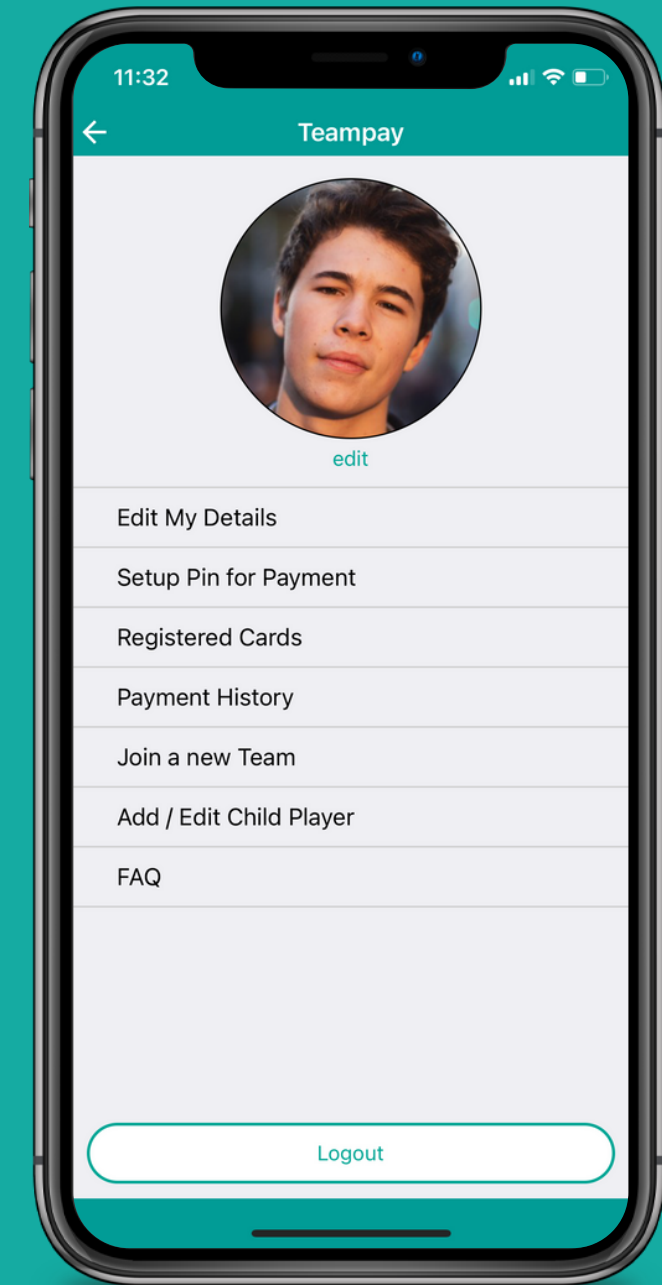 11:32
Teampay
edit
Edit My Details
Setup Pin for Payment
Registered Cards
Payment History
Join a new Team
Add / Edit Child Player
FAQ
Logout